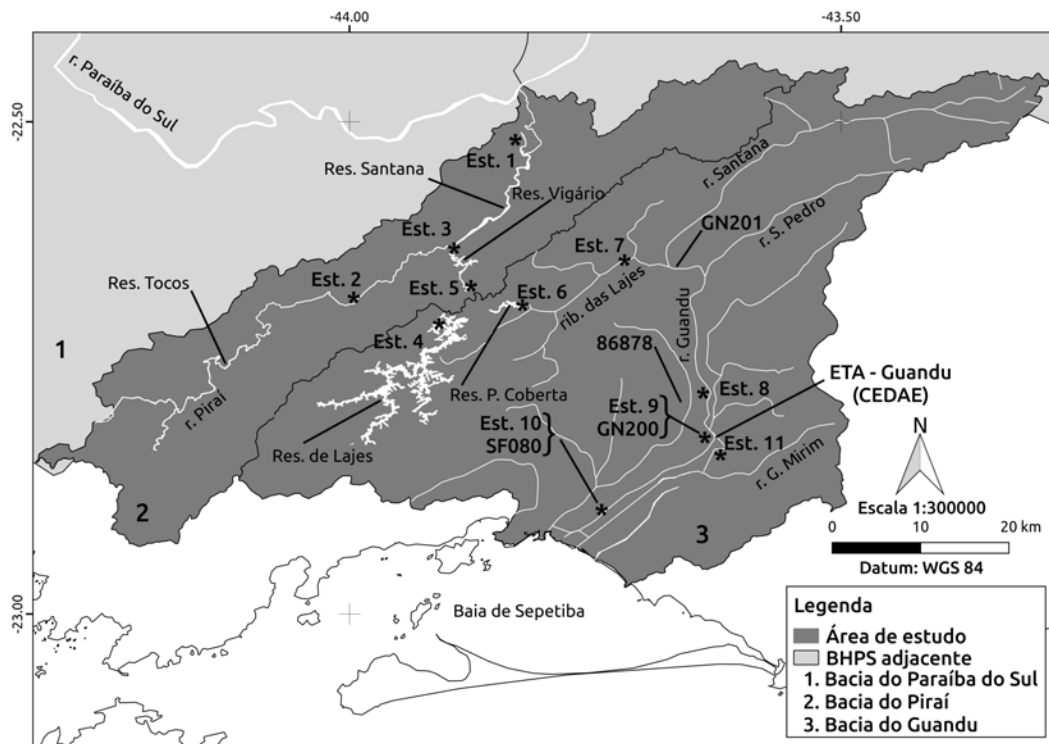 -44.00
-43.50
-22.50
-23.00
r. Paraíba do Sul
Est. 1
Res. Santana
Res. Vigário
r. Santana
r. S. Pedro
Est. 3
GN201
Est. 7
Est. 2
Res. Tocos
Est. 5
Est. 6
rib. das Lajes
r. Guandu
Est. 4
1
86878
ETA - Guandu
(CEDAE)
Est. 8
r. Piraí
Res. P. Coberta
Est. 9
GN200
Est. 10
SF080
Est. 11
N
Res. de Lajes
r. G. Mirim
2
3
Escala 1:300000
0 10 20 km
Datum: WGS 84
Baia de Sepetiba
Legenda
Área de estudo
BHPS adjacente
1. Bacia do Paraíba do Sul
2. Bacia do Piraí
3. Bacia do Guandu